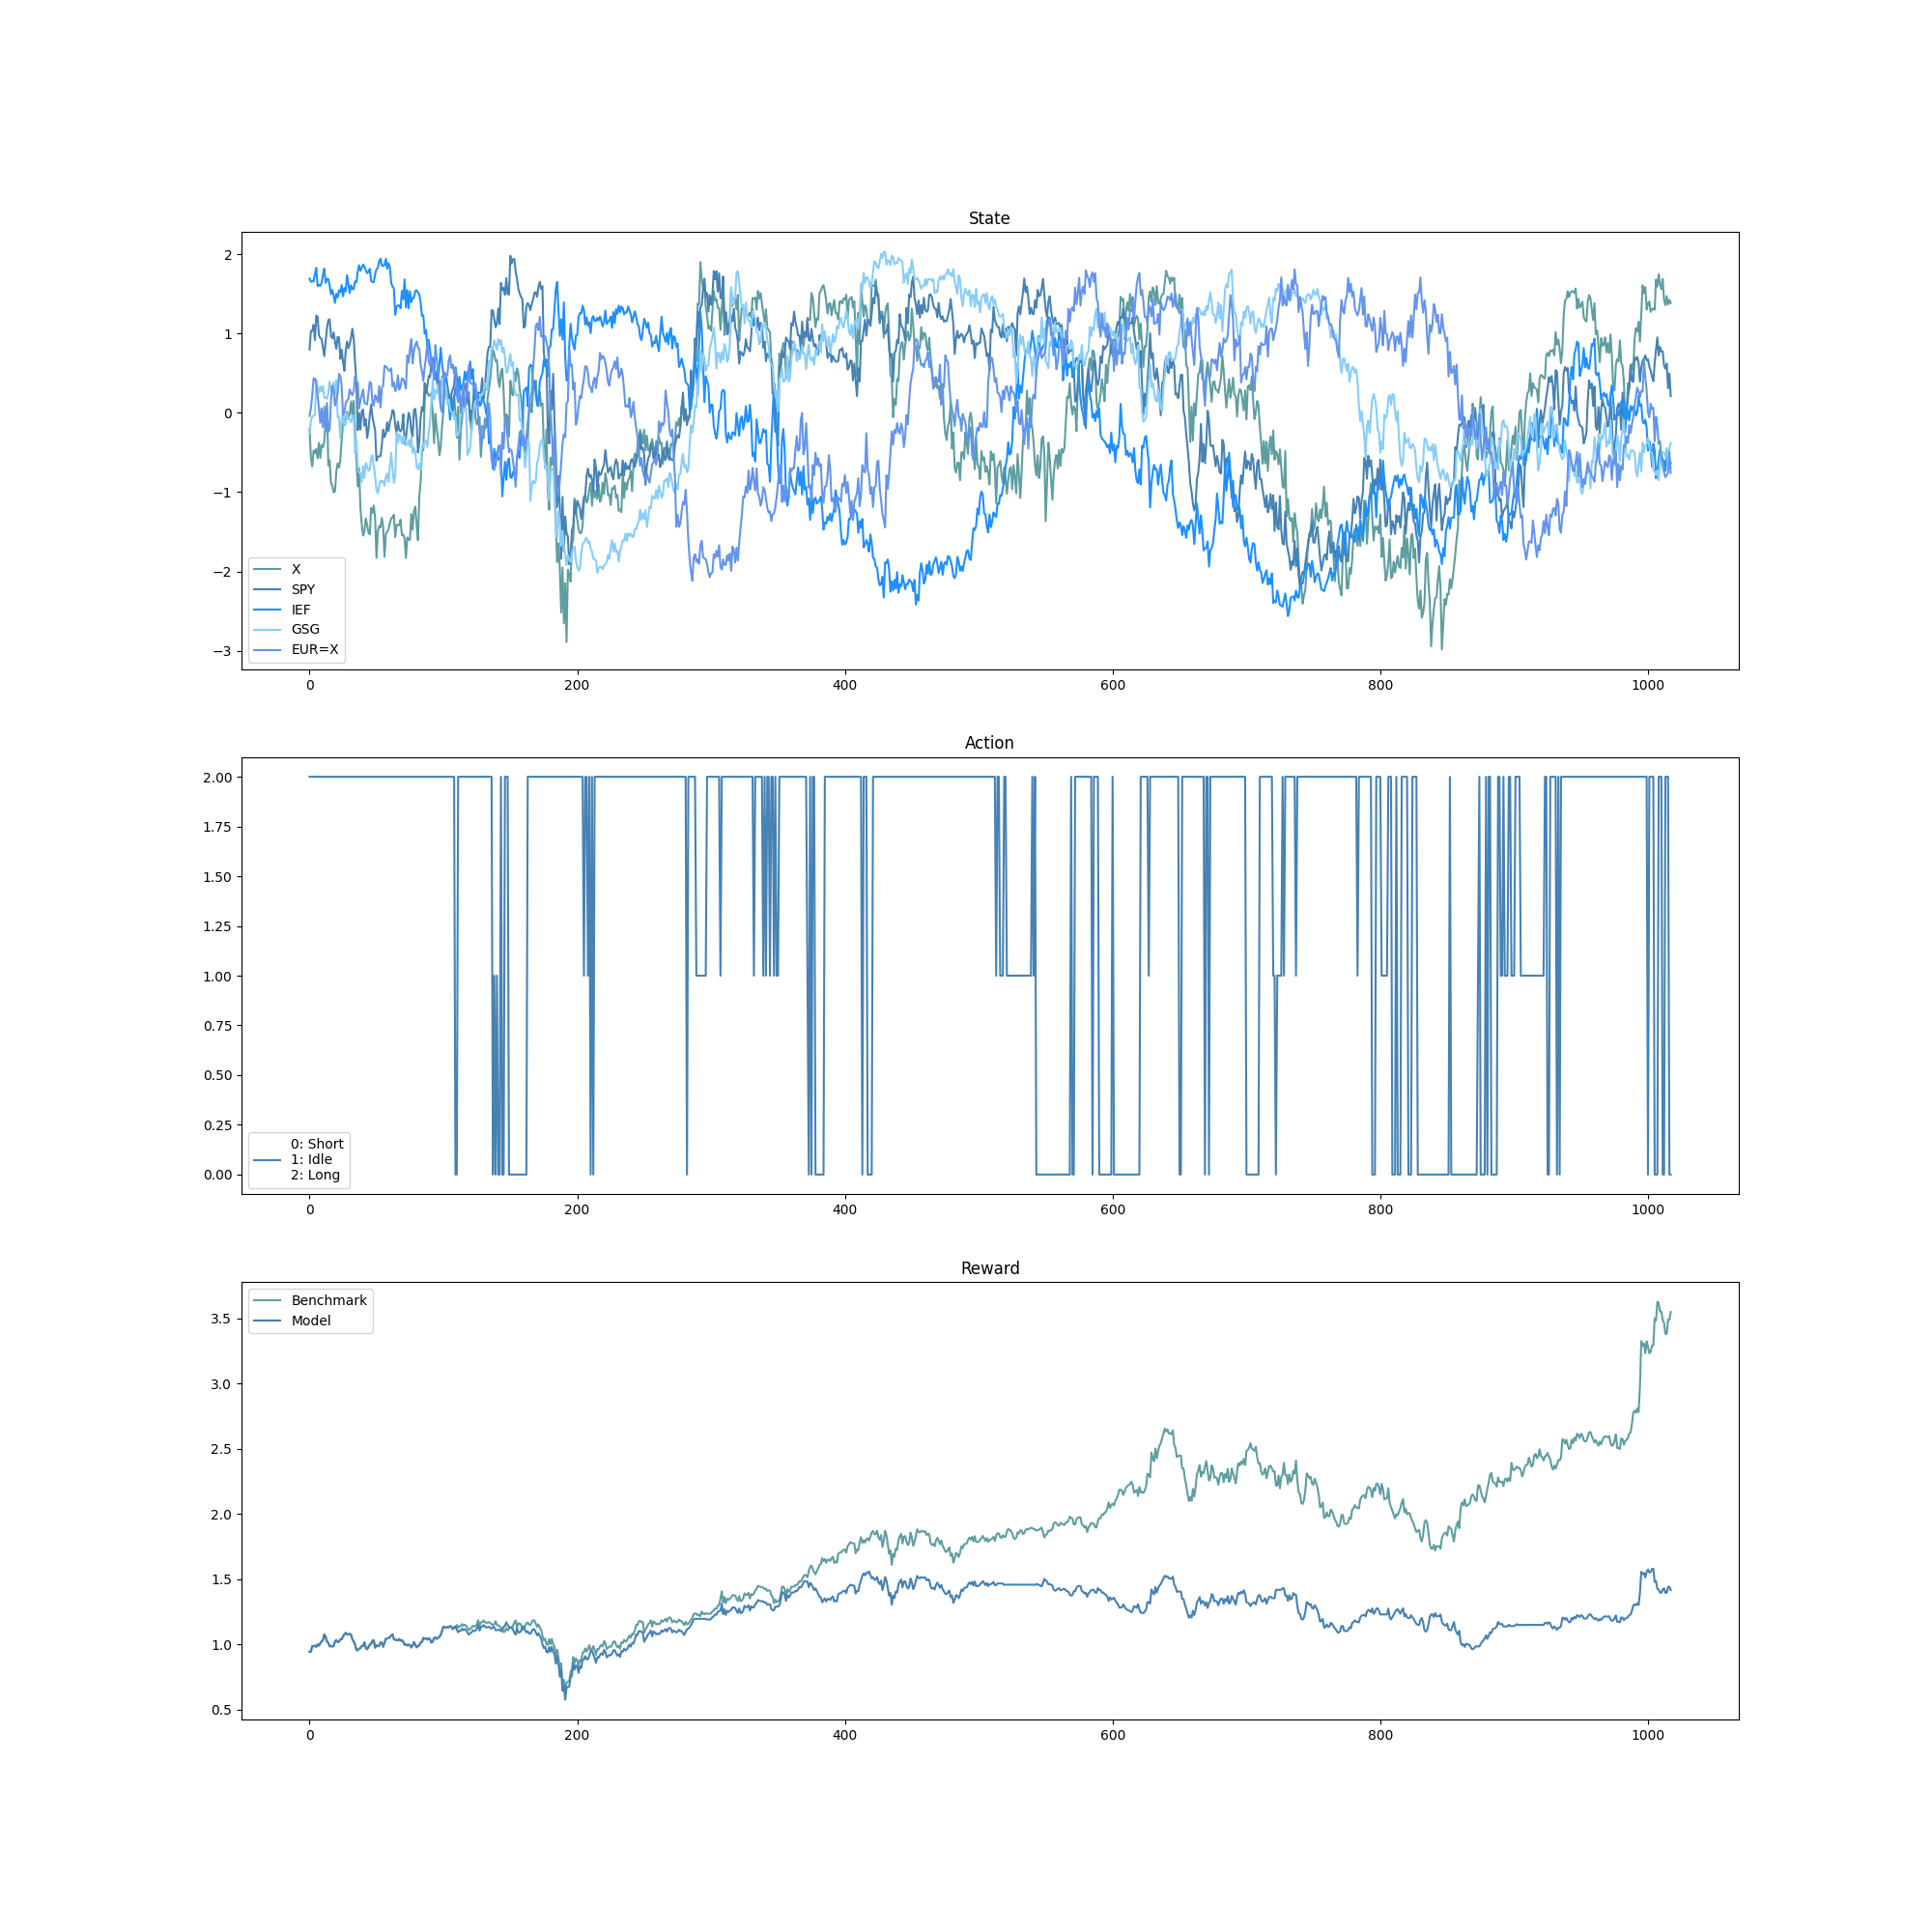 State
2
1
0
−1
−2
−3
X
SPY
IEF
GSG
EUR=X
0 200 400 600 800 1000
Action
2.00
1.75
1.50
1.25
1.00
0.75
0.50
0.25
0.00
0: Short
1: Idle
2: Long
0 200 400 600 800 1000
Reward
Benchmark
Model
3.5
3.0
2.5
2.0
1.5
1.0
0.5
0 200 400 600 800 1000